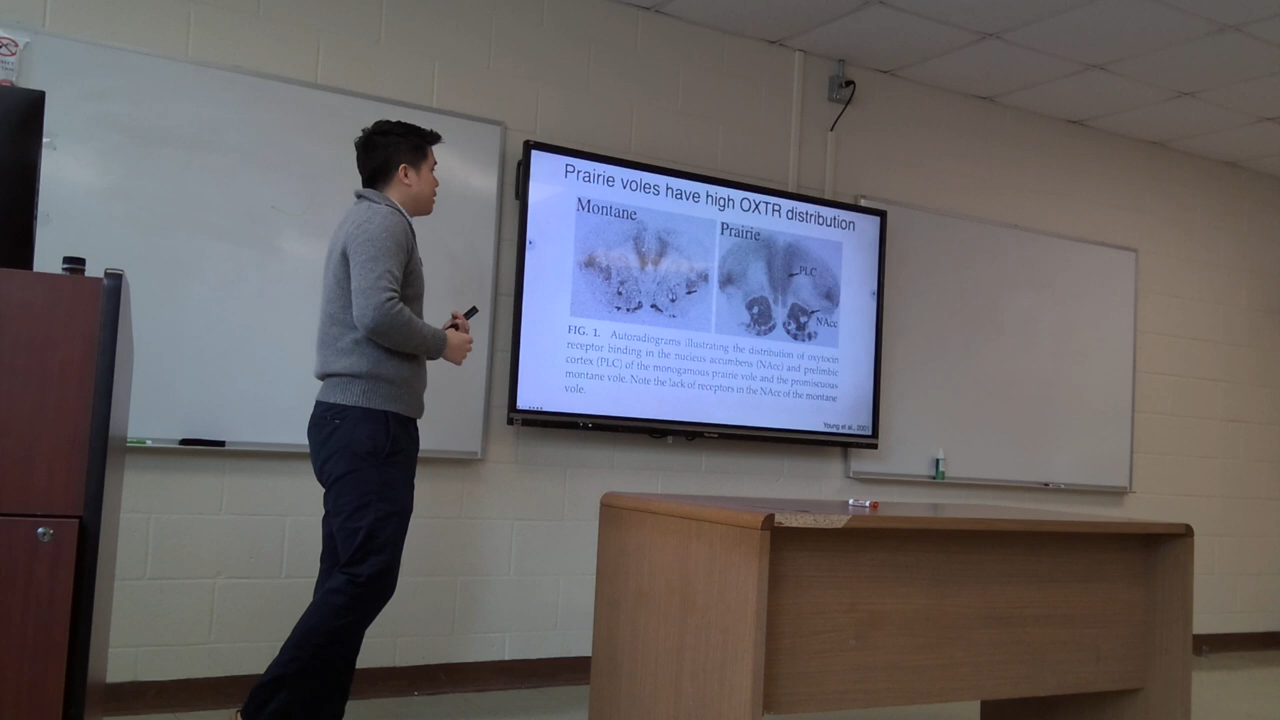 Prairie voles have high OXTR distribution
Montane
Prairie
PLC
NAcc
FIG. 1. Autoradiograms illustrating the distribution of oxytocin
receptor binding in the nucleus accumbens (NAcc) and prelimbic
cortex (PLC) of the monogamous prairie vole and the promiscuous
montane vole. Note the lack of receptors in the NAcc of the montane
vole.
Young et al., 2001